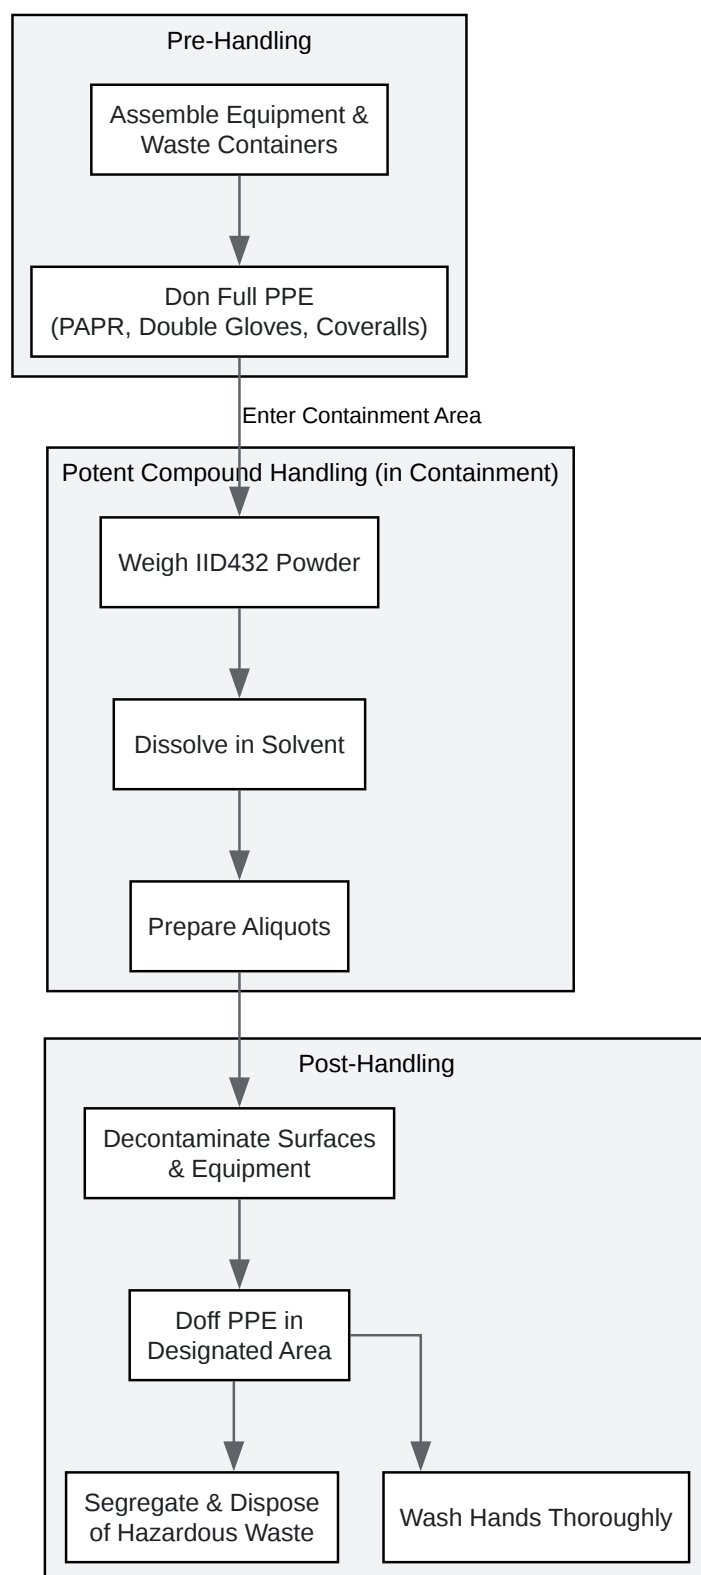 Pre-Handling
Assemble Equipment &
Waste Containers
Don Full PPE
(PAPR, Double Gloves, Coveralls)
Enter Containment Area
Potent Compound Handling (in Containment)
Weigh IID432 Powder
Dissolve in Solvent
Prepare Aliquots
Post-Handling
Decontaminate Surfaces
& Equipment
Doff PPE in
Designated Area
Segregate & Dispose
of Hazardous Waste
Wash Hands Thoroughly